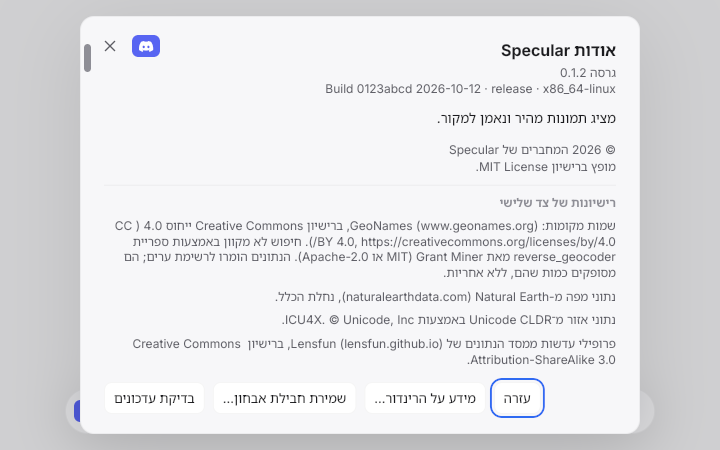 אודות Specular
גרסה 0.1.2
Build 0123abcd 2026-10-12 · release · x86_64-linux
מציג תמונות מהיר ונאמן למקור.
© 2026 המחברים של Specular
מופץ ברישיון MIT License.
רישיונות של צד שלישי
שמות מקומות: GeoNames (www.geonames.org), ברישיון Creative Commons ייחוס 4.0 (CC
BY 4.0, https://creativecommons.org/licenses/by/4.0/). חיפוש לא מקוון באמצעות ספריית
reverse_geocoder מאת Grant Miner (MIT או Apache-2.0). הנתונים הומרו לרשימת ערים; הם
מסופקים כמות שהם, ללא אחריות.
נתוני מפה מ-Natural Earth (naturalearthdata.com), נחלת הכלל.
נתוני אזור מ־Unicode CLDR באמצעות ICU4X. © Unicode, Inc.
פרופילי עדשות ממסד הנתונים של Lensfun (lensfun.github.io), ברישיון Creative Commons
Attribution-ShareAlike 3.0.
עזרה
מידע על הרינדור...
שמירת חבילת אבחון...
בדיקת עדכונים